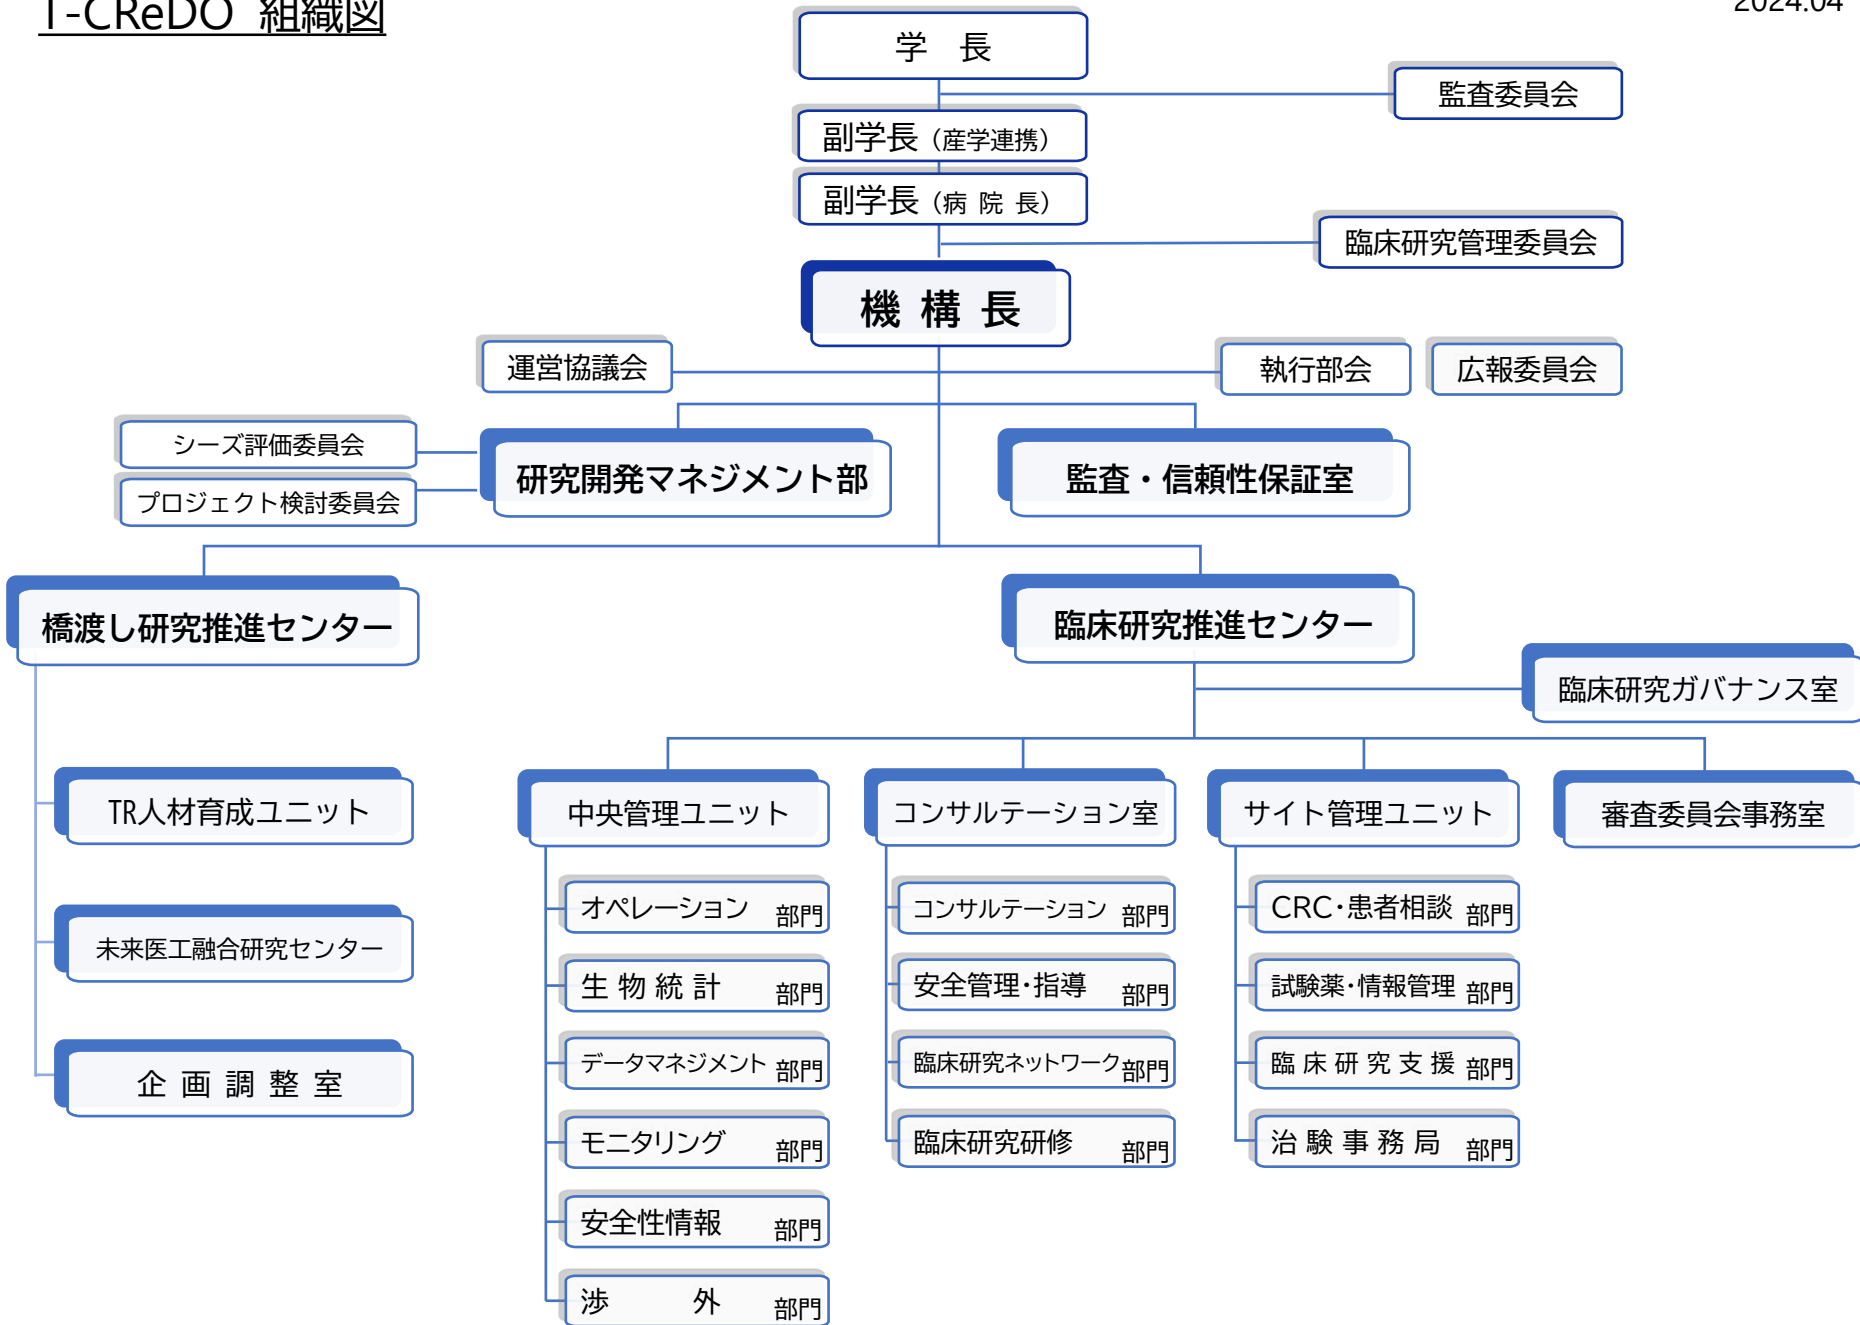 T-CReDO 組織図
2024.04
学 長
監査委員会
副学長（産学連携）
副学長（病 院 長）
臨床研究管理委員会
機 構 長
運営協議会
執行部会
広報委員会
シーズ評価委員会
プロジェクト検討委員会
研究開発マネジメント部
監査・信頼性保証室
橋渡し研究推進センター
臨床研究推進センター
臨床研究ガバナンス室
TR人材育成ユニット
未来医工融合研究センター
企 画 調 整 室
中央管理ユニット
オペレーション 部門
生 物 統 計 部門
データマネジメント 部門
モニタリング 部門
安全性情報 部門
渉 外 部門
コンサルテーション室
コンサルテーション 部門
安全管理・指導 部門
臨床研究ネットワーク 部門
臨床研究研修 部門
サイト管理ユニット
CRC・患者相談 部門
試験薬・情報管理 部門
臨 床 研 究 支 援 部門
治 験 事 務 局 部門
審査委員会事務室